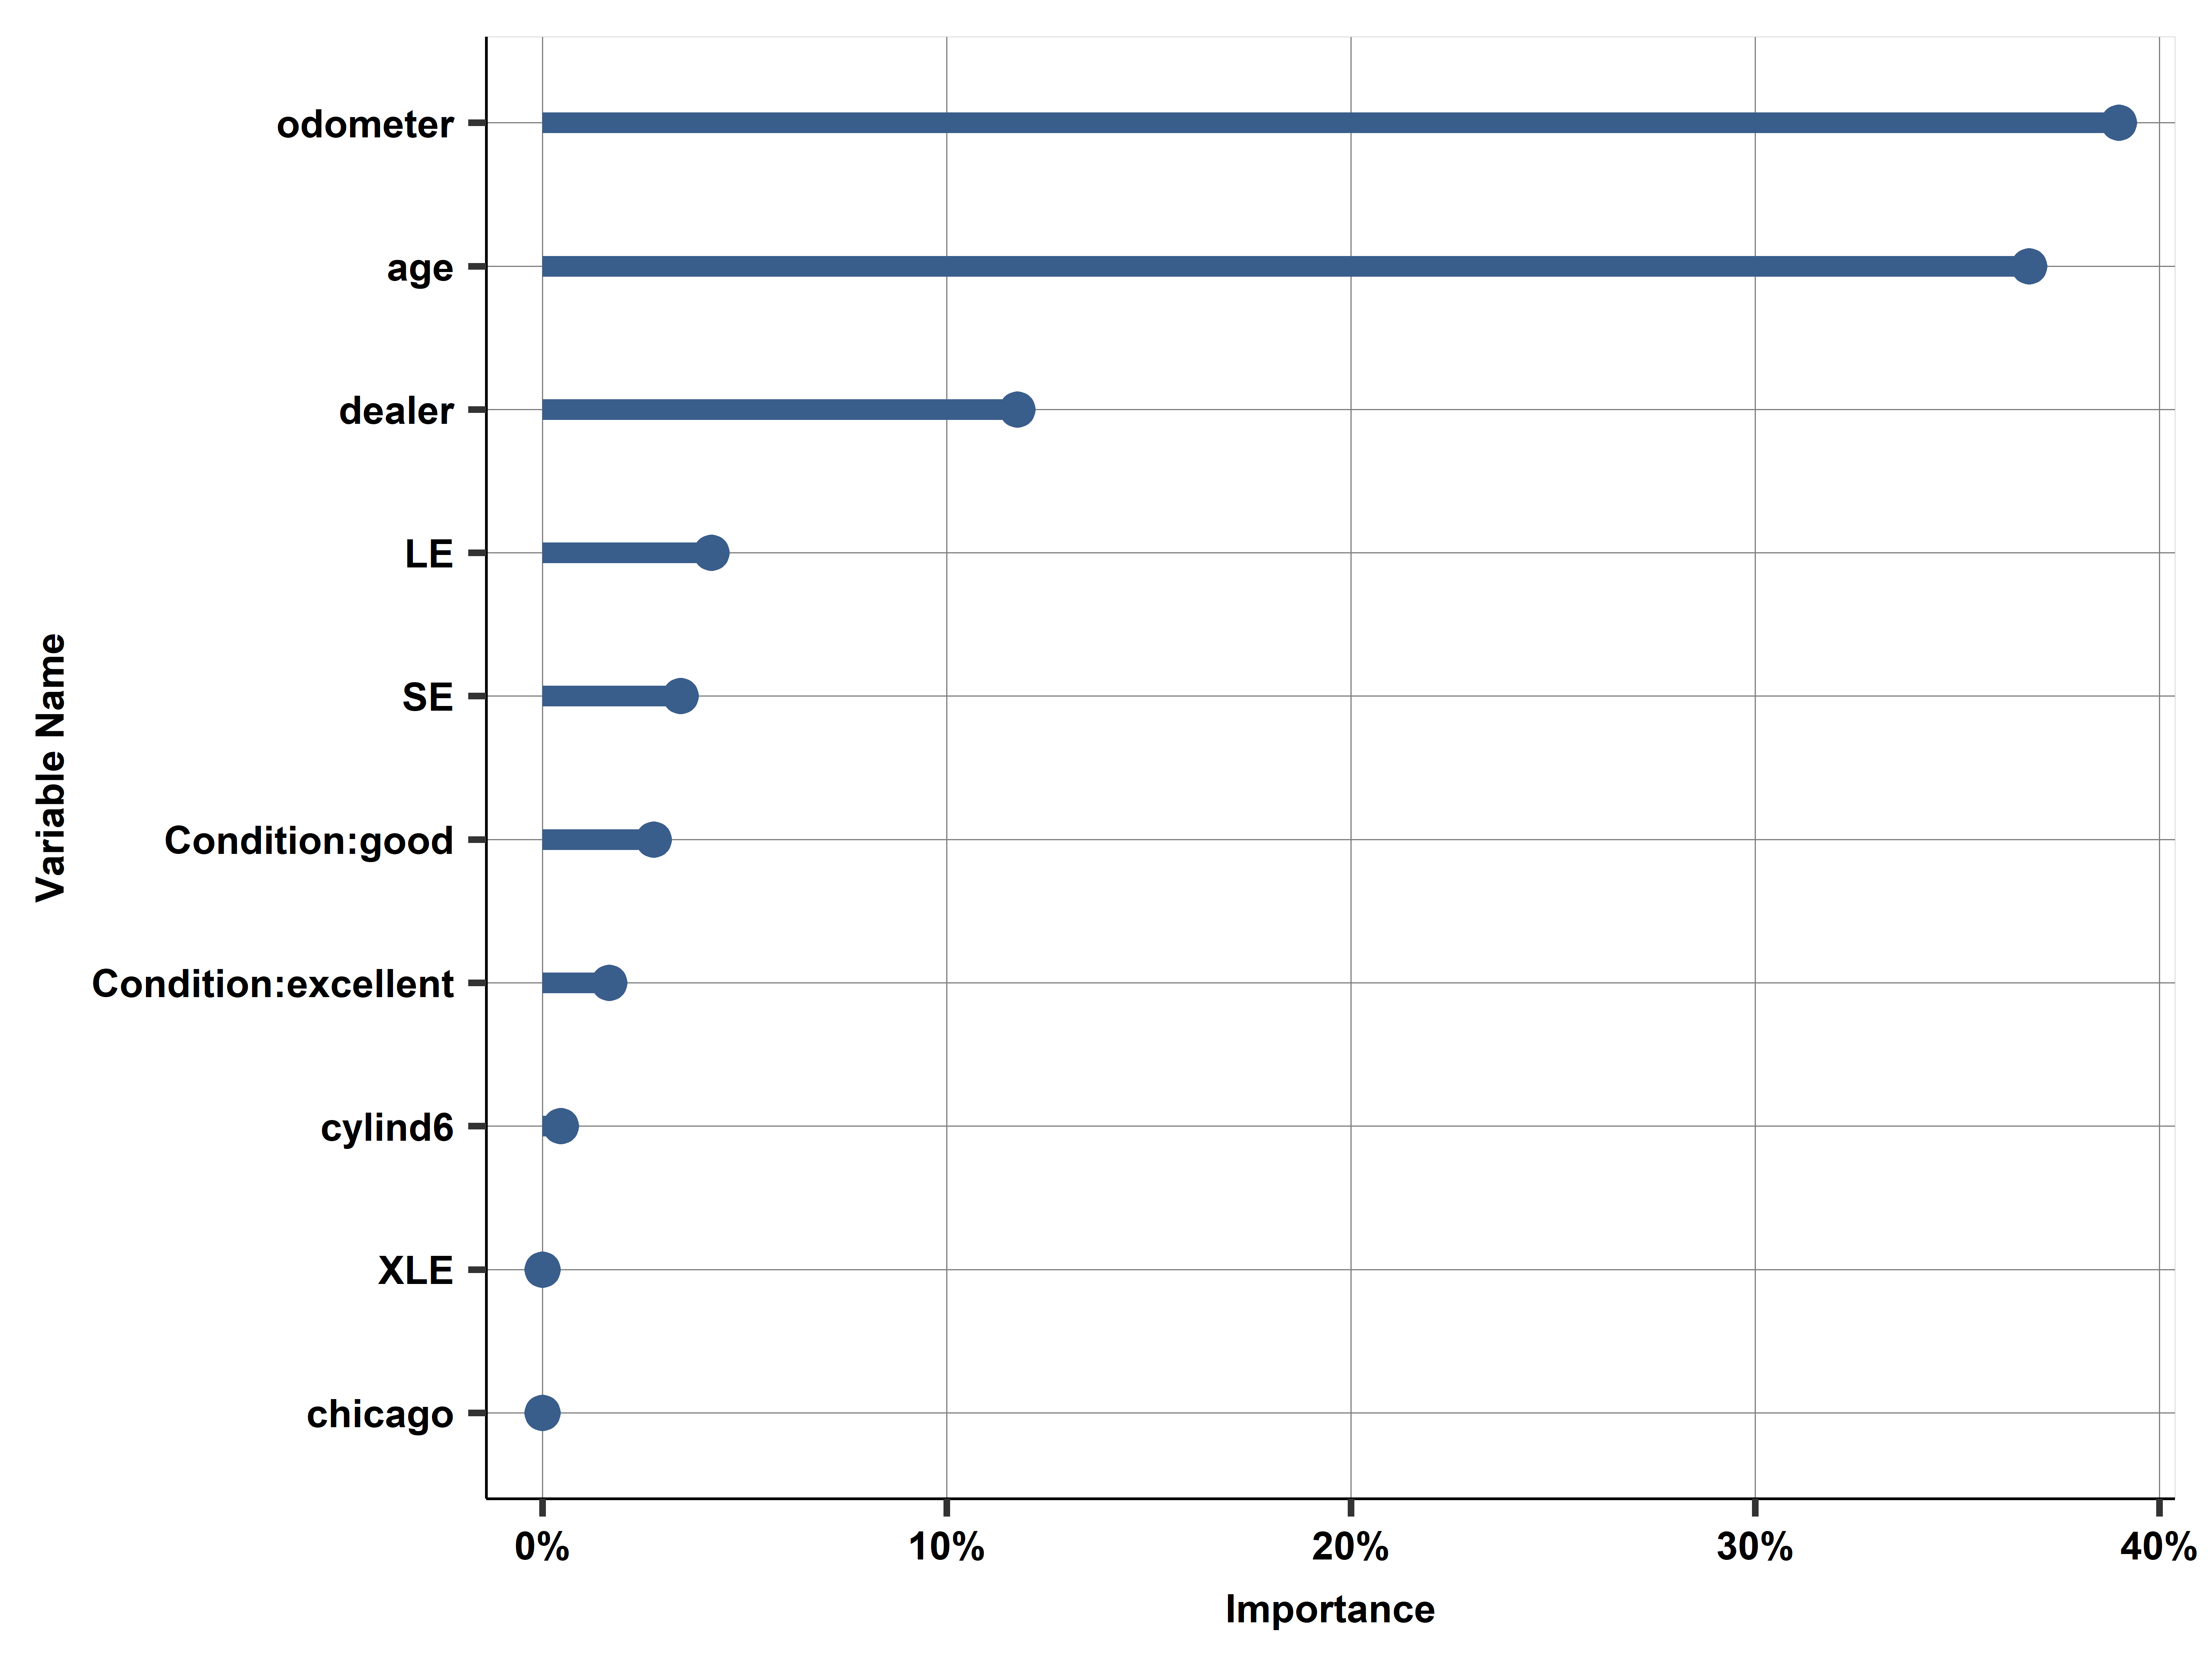 Variable Name
odometer
age
dealer
LE
SE
Condition:good
Condition:excellent
cylind6
XLE
chicago
0% 10% 20% 30% 40%
Importance